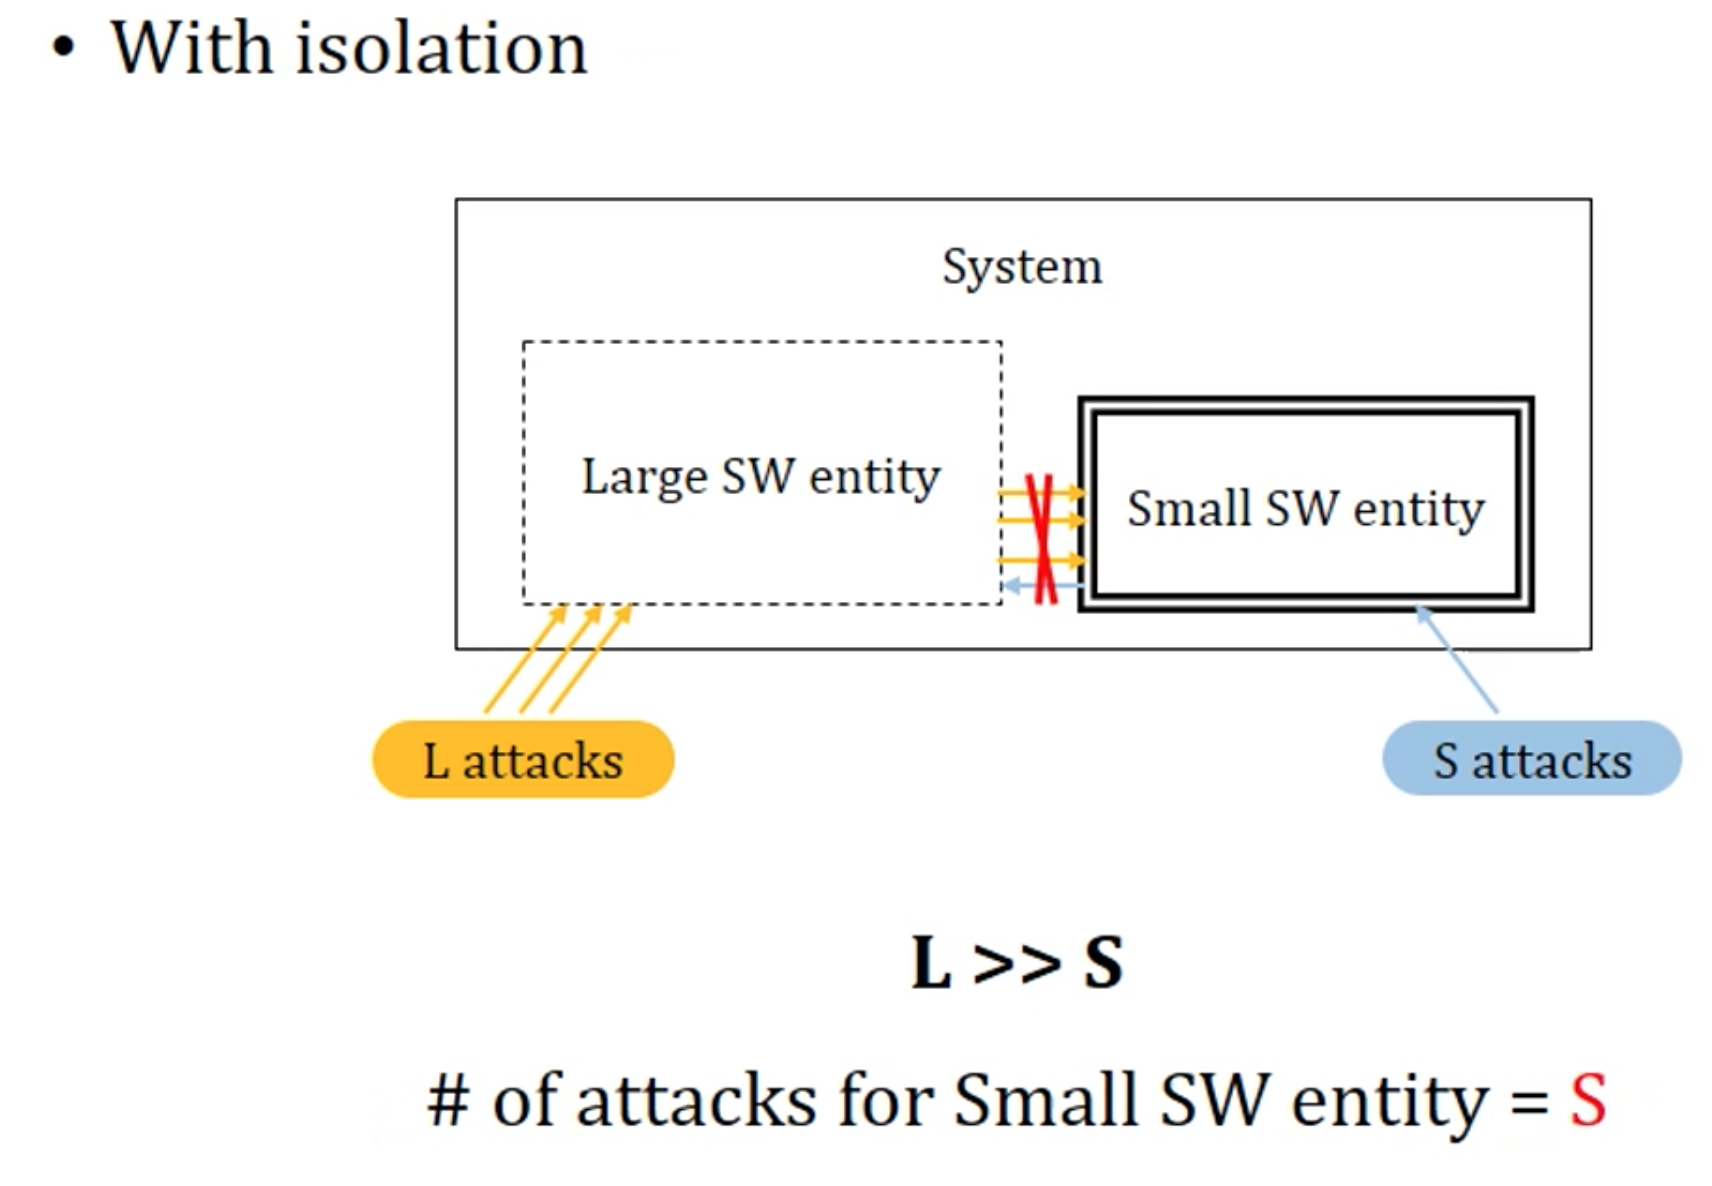 • With isolation
System
Large SW entity
Small SW entity
L attacks
S attacks
L >> S
# of attacks for Small SW entity = S